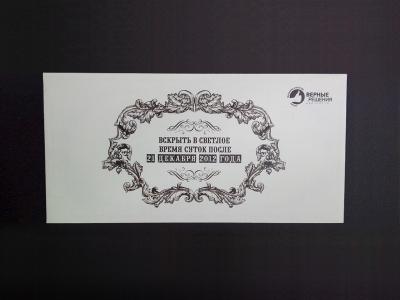 ВЕРНЫЕ
РЕШЕНИЯ
ВСКРЫТЬ В СВЕТЛОЕ
ВРЕМЯ СУТОК ПОСЛЕ
21 ДЕКАБРЯ 2012 ГОДА